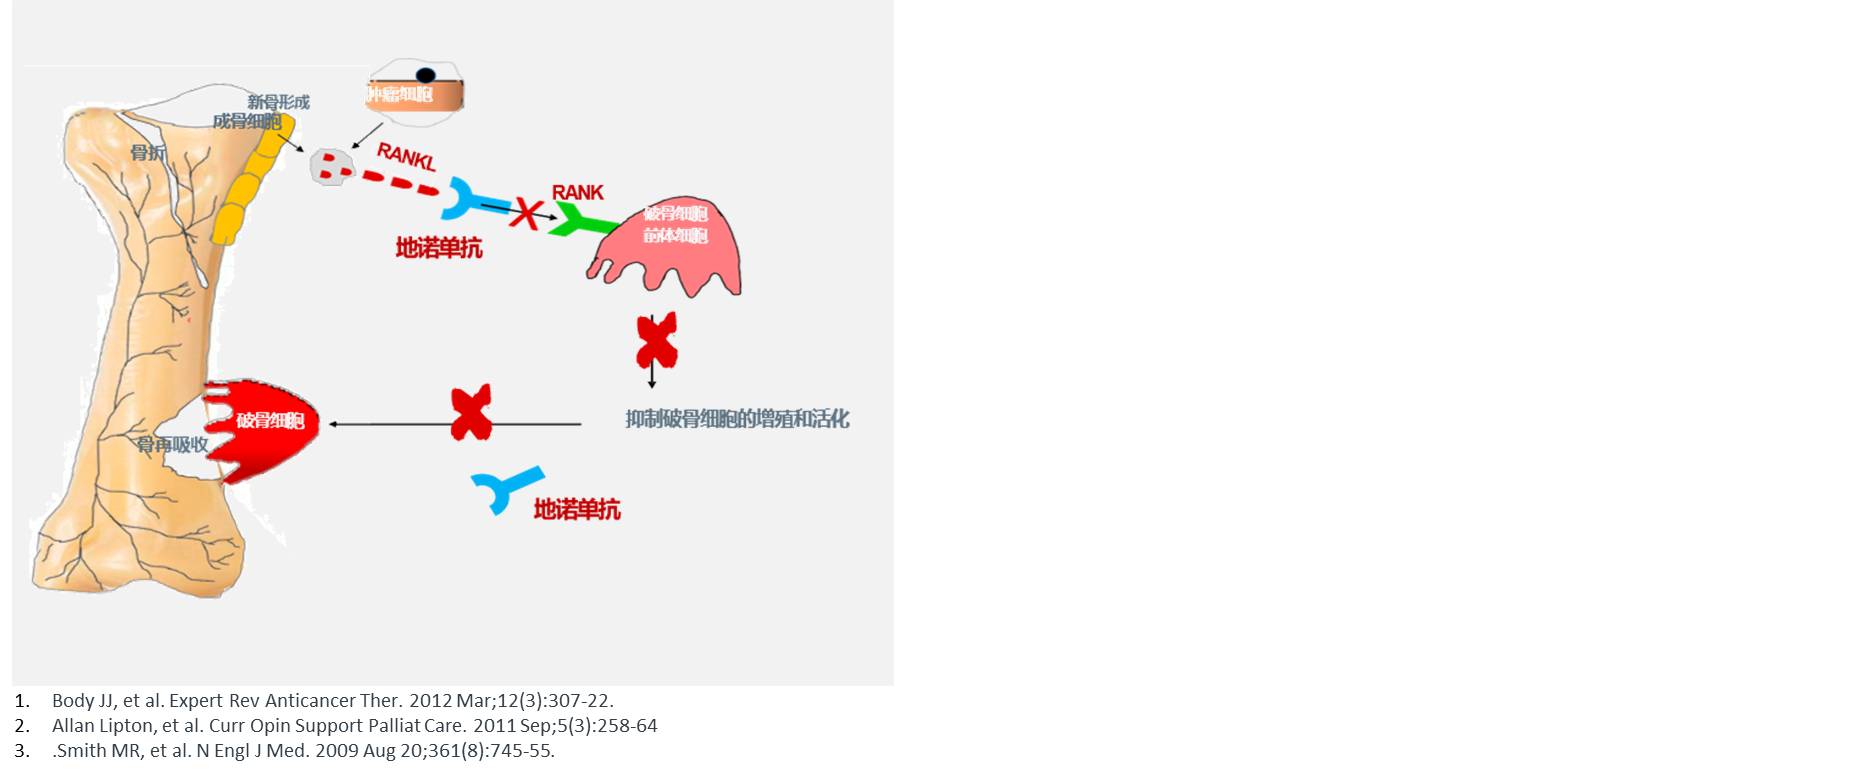 肿瘤细胞
新骨形成
成骨细胞
骨折
RANKL
RANK
破骨细胞
前体细胞
地诺单抗
抑制破骨细胞的增殖和活化
破骨细胞
骨再吸收
地诺单抗
1. Body JJ, et al. Expert Rev Anticancer Ther. 2012 Mar;12(3):307-22.
2. Allan Lipton, et al. Curr Opin Support Palliat Care. 2011 Sep;5(3):258-64
3. .Smith MR, et al. N Engl J Med. 2009 Aug 20;361(8):745-55.